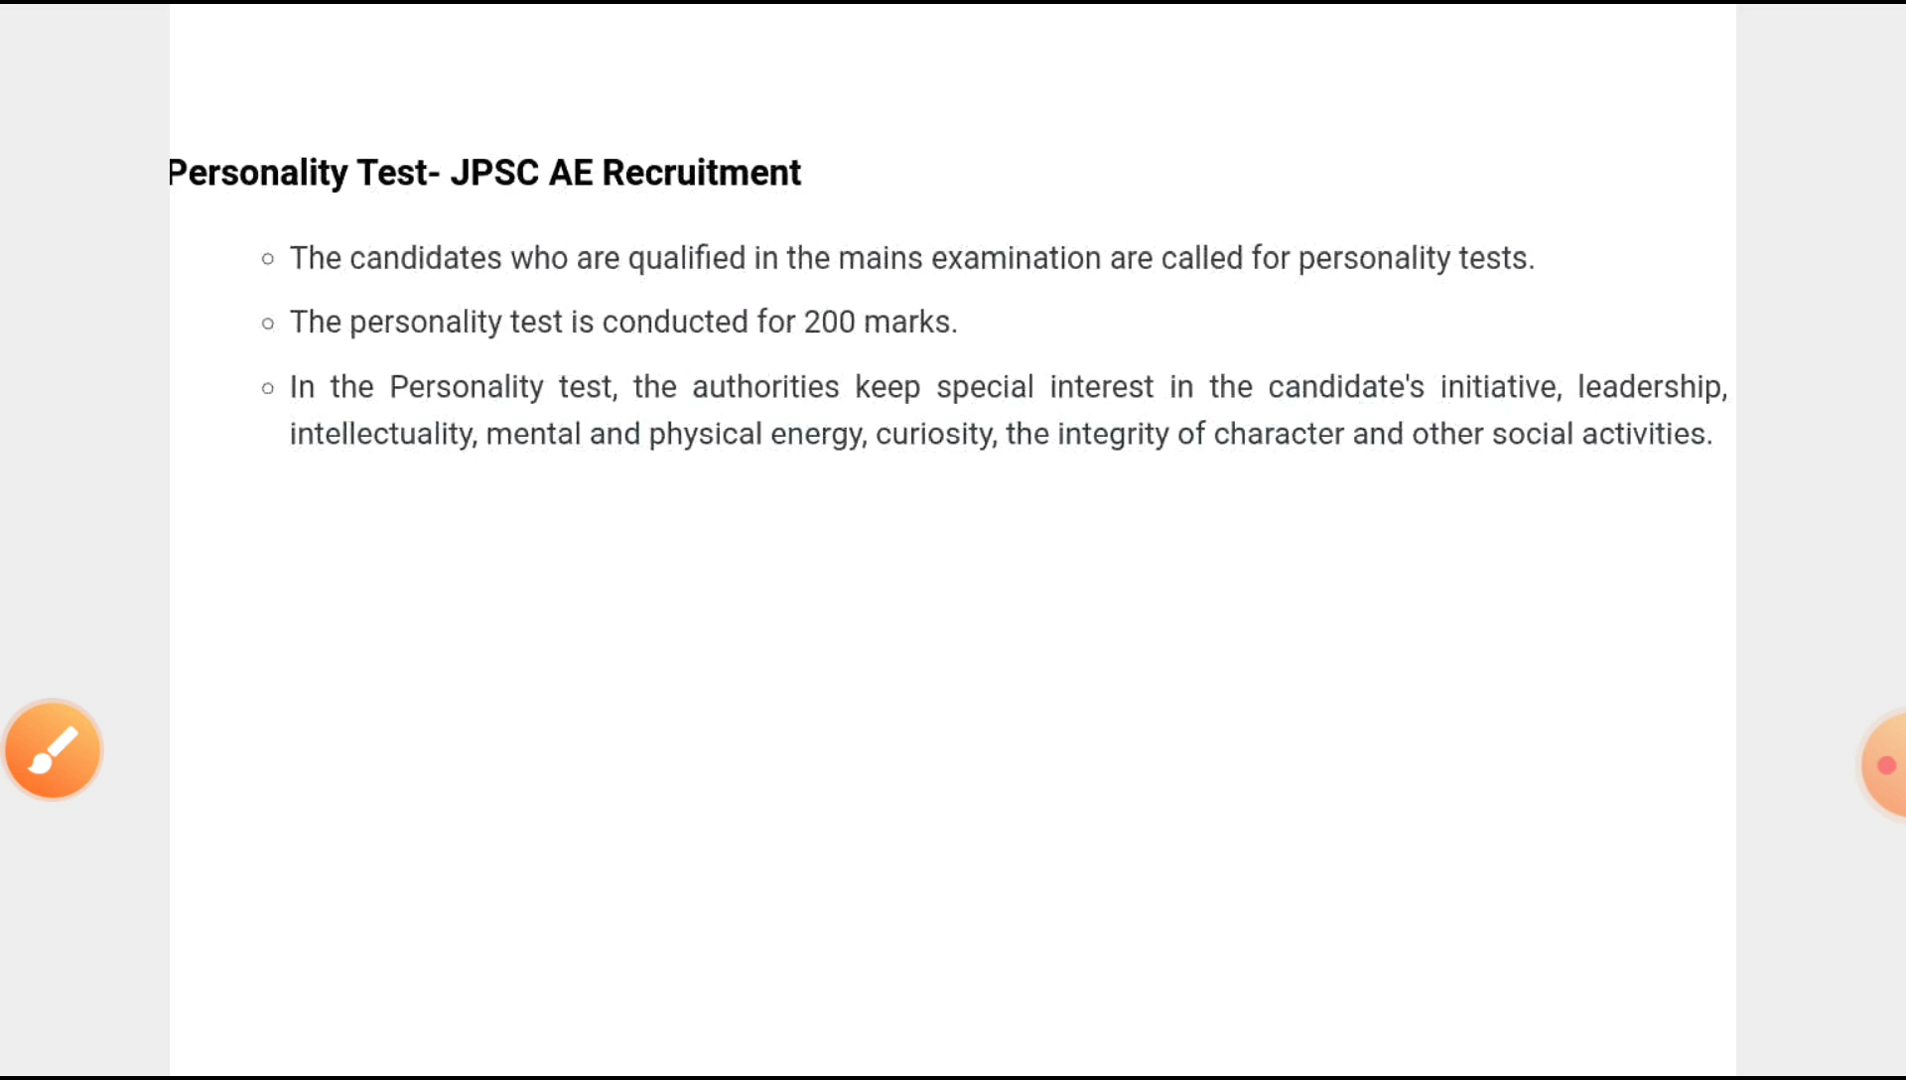 Personality Test- JPSC AE Recruitment
The candidates who are qualified in the mains examination are called for personality tests.
The personality test is conducted for 200 marks.
In the Personality test, the authorities keep special interest in the candidate's initiative, leadership,
intellectuality, mental and physical energy, curiosity, the integrity of character and other social activities.